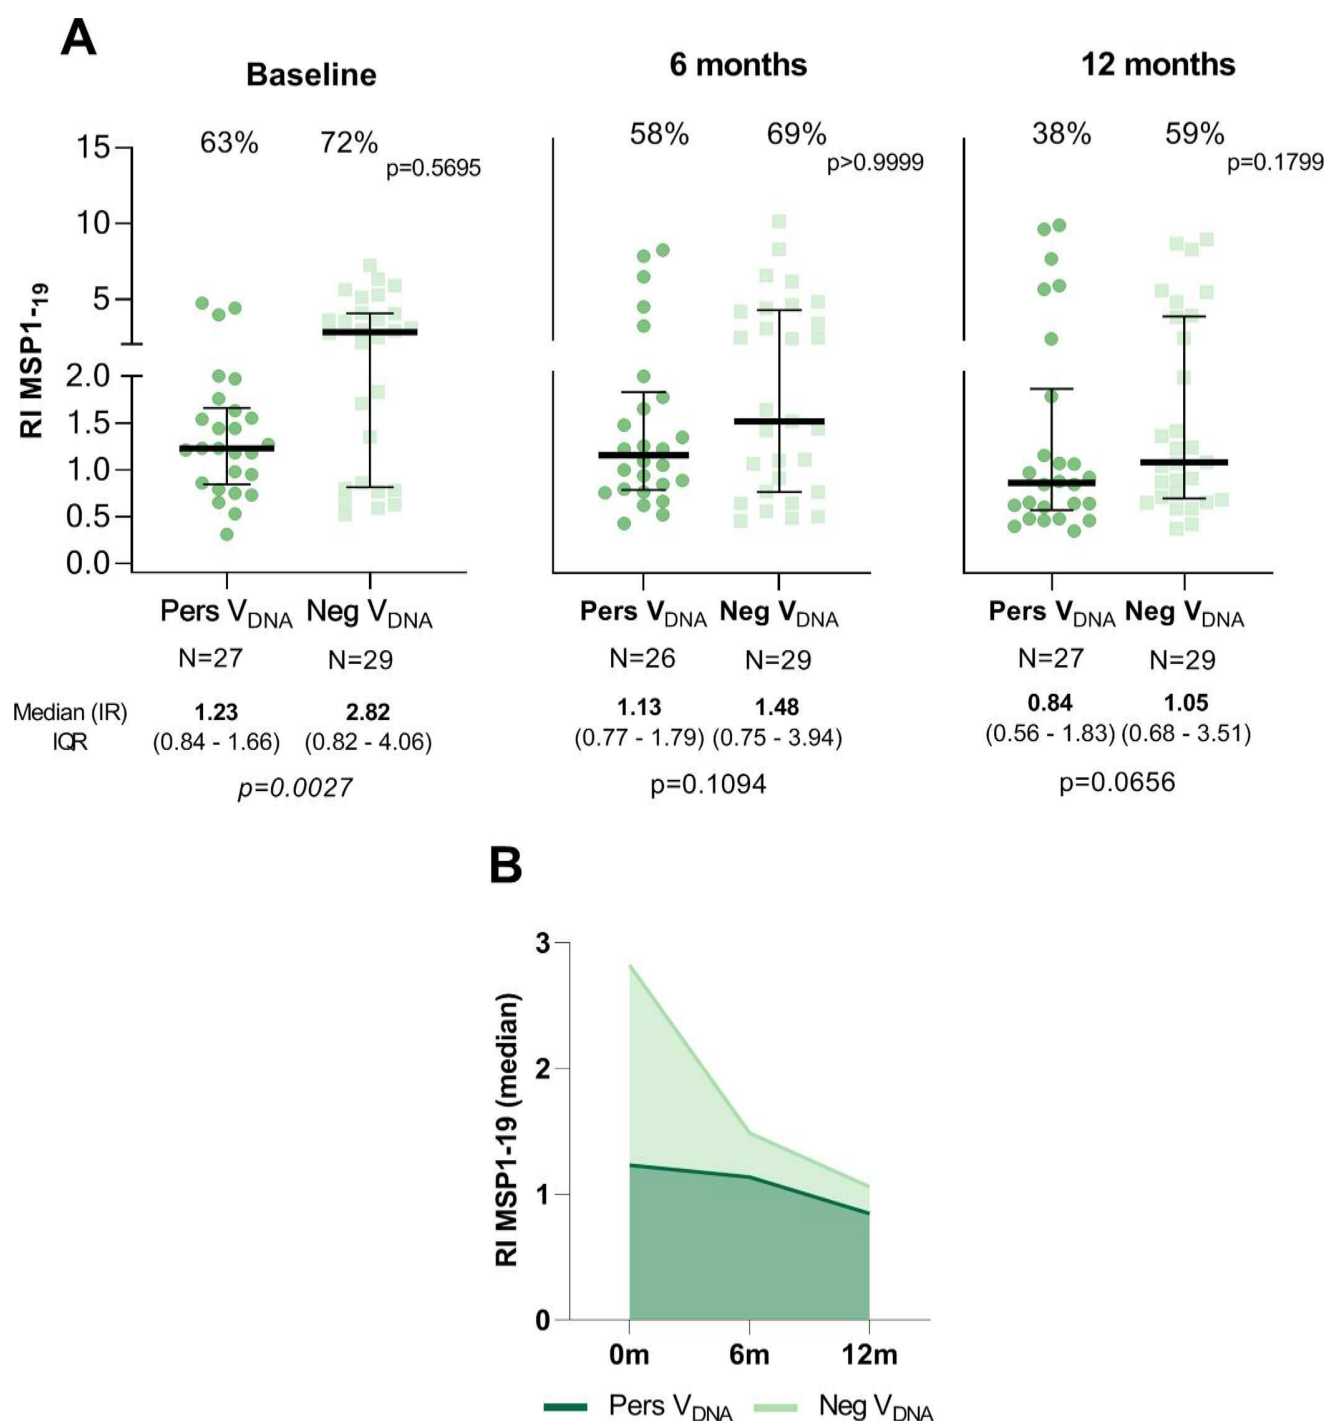 A
Baseline
6 months
12 months
63%
72%
p=0.5695
58%
69%
p>0.9999
38%
59%
p=0.1799
RI MSP1-19
15
10
5
2.0
1.5
1.0
0.5
0.0
Pers VDNA
Neg VDNA
Pers VDNA
Neg VDNA
Pers VDNA
Neg VDNA
N=27
N=29
N=26
N=29
N=27
N=29
Median (IR)
IQR
1.23
(0.84 - 1.66)
2.82
(0.82 - 4.06)
p=0.0027
1.13
(0.77 - 1.79)
1.48
(0.75 - 3.94)
p=0.1094
0.84
(0.56 - 1.83)
1.05
(0.68 - 3.51)
p=0.0656
B
RI MSP1-19 (median)
3
2
1
0
0m
6m
12m
Pers VDNA
Neg VDNA